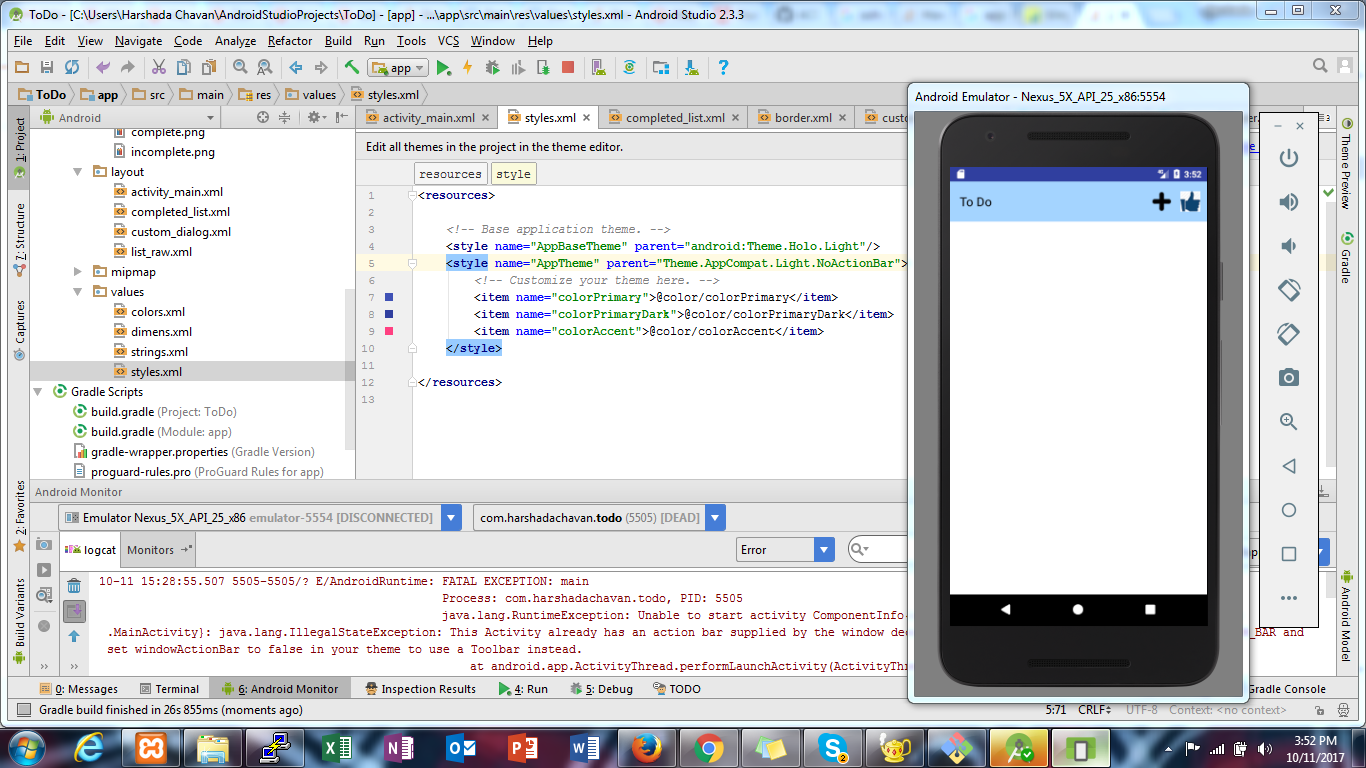 ToDo - [C:\Users\Harshada Chavan\AndroidStudioProjects\ToDo] - [app] - ...\app\src\main\res\values\styles.xml - Android Studio 2.3.3
File Edit View Navigate Code Analyze Refactor Build Run Tools VCS Window Help
app
ToDo app src main res values styles.xml
Android
activity_main.xml styles.xml completed_list.xml border.xml
1: Project
7: Structure
Captures
2: Favorites
Build Variants
complete.png
incomplete.png
layout
activity_main.xml
completed_list.xml
custom_dialog.xml
list_raw.xml
mipmap
values
colors.xml
dimens.xml
strings.xml
styles.xml
Gradle Scripts
build.gradle (Project: ToDo)
build.gradle (Module: app)
gradle-wrapper.properties (Gradle Version)
proguard-rules.pro (ProGuard Rules for app)
Edit all themes in the project in the theme editor.
resources style
1 <resources>
2
3 <!-- Base application theme. -->
4 <style name="AppBaseTheme" parent="android:Theme.Holo.Light"/>
5 <style name="AppTheme" parent="Theme.AppCompat.Light.NoActionBar">
6 <!-- Customize your theme here. -->
7 <item name="colorPrimary">@color/colorPrimary</item>
8 <item name="colorPrimaryDark">@color/colorPrimaryDark</item>
9 <item name="colorAccent">@color/colorAccent</item>
10 </style>
11
12 </resources>
13
Android Emulator - Nexus_5X_API_25_x86:5554
3:52
To Do
Theme Preview
Gradle
Android Model
Android Monitor
Emulator Nexus_5X_API_25_x86 emulator-5554 [DISCONNECTED]
com.harshadachavan.todo (5505) [DEAD]
logcat Monitors
Error
10-11 15:28:55.507 5505-5505/? E/AndroidRuntime: FATAL EXCEPTION: main
Process: com.harshadachavan.todo, PID: 5505
java.lang.RuntimeException: Unable to start activity ComponentInfo
.MainActivity}: java.lang.IllegalStateException: This Activity already has an action bar supplied by the window dec _BAR and
set windowActionBar to false in your theme to use a Toolbar instead.
at android.app.ActivityThread.performLaunchActivity(ActivityThr
0: Messages Terminal 6: Android Monitor Inspection Results 4: Run 5: Debug TODO Gradle Console
Gradle build finished in 26s 855ms (moments ago)
5:71 CRLF UTF-8 Context: <no context>
3:52 PM
10/11/2017